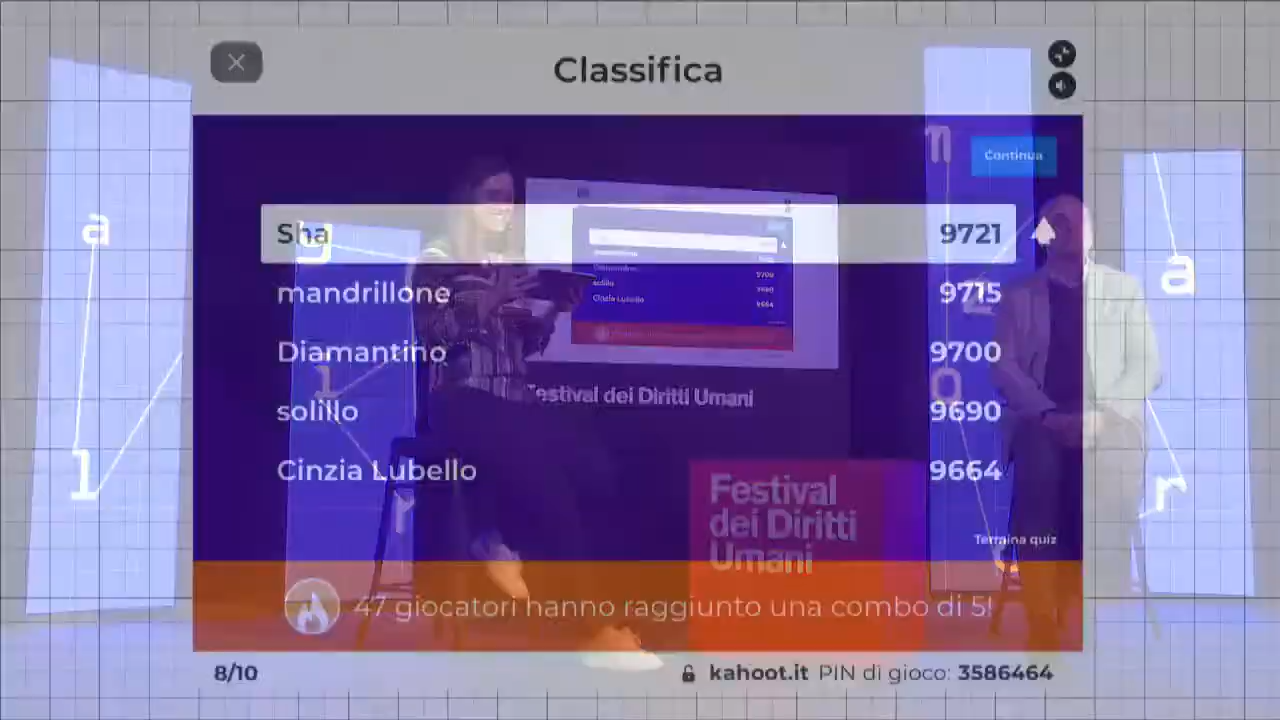 Classifica
Continua
Sha 9721
mandrillone 9715
Diamantino 9700
solillo 9690
Cinzia Lubello 9664
Festival dei Diritti Umani
Festival
dei Diritti
Umani
Termina quiz
47 giocatori hanno raggiunto una combo di 5!
8/10
kahoot.it PIN di gioco: 3586464